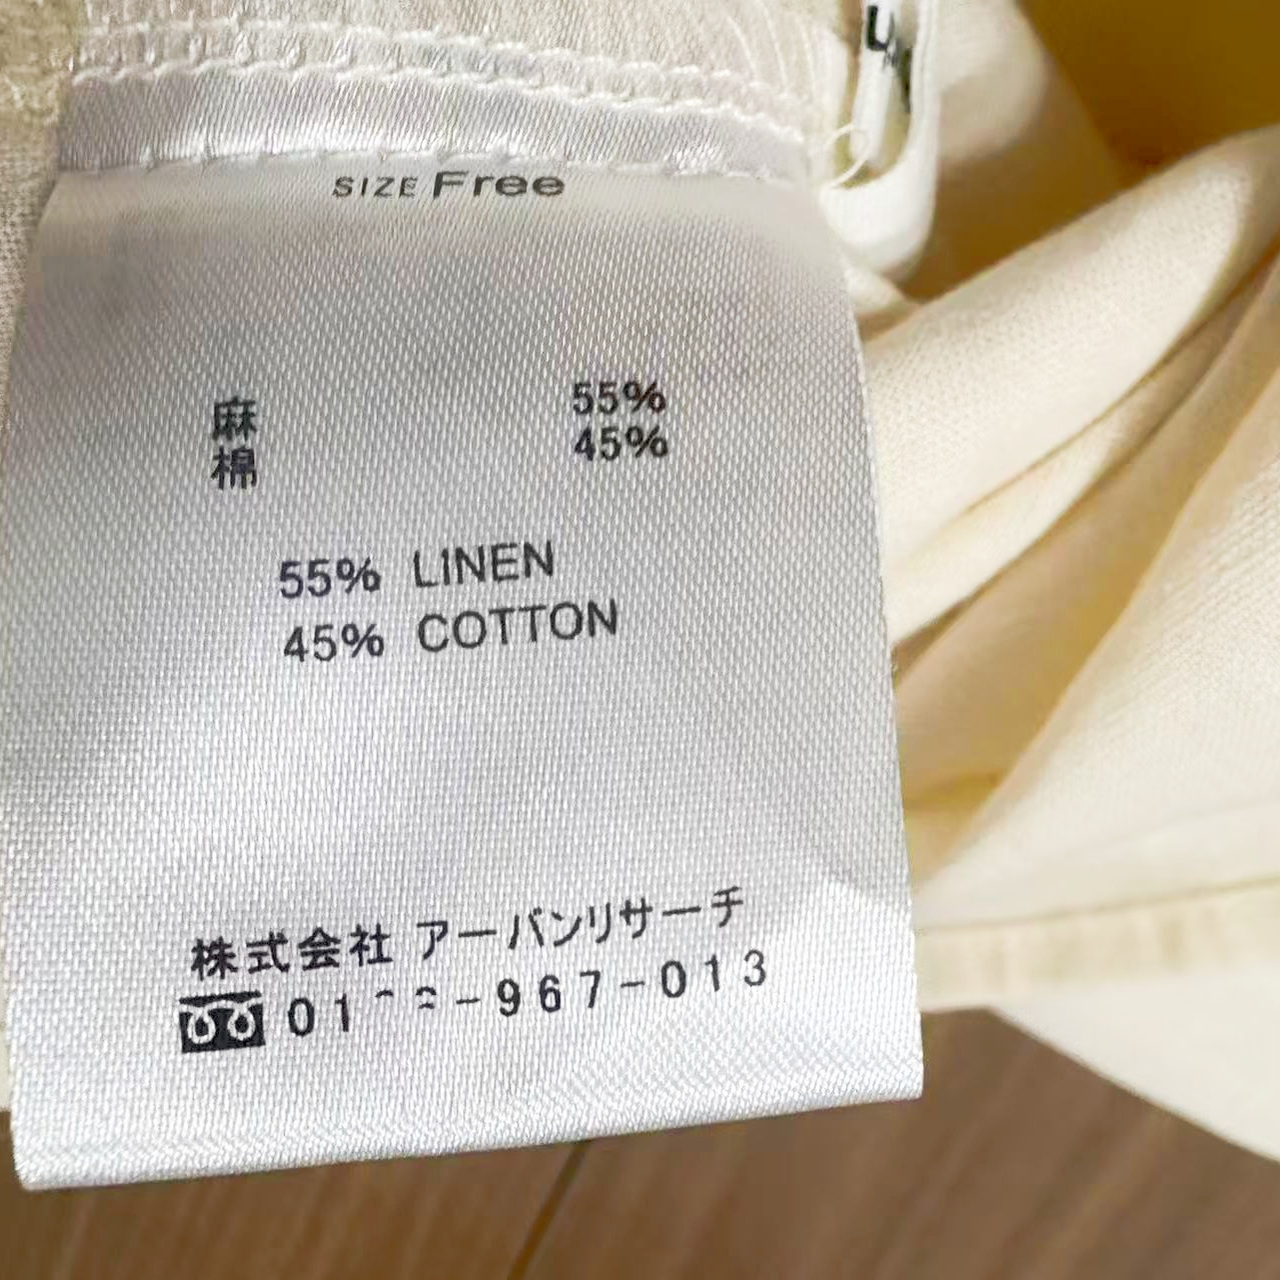 SIZE Free
麻 55%
棉 45%
55% LINEN
45% COTTON
株式会社 アーバンリサーチ
-967-013